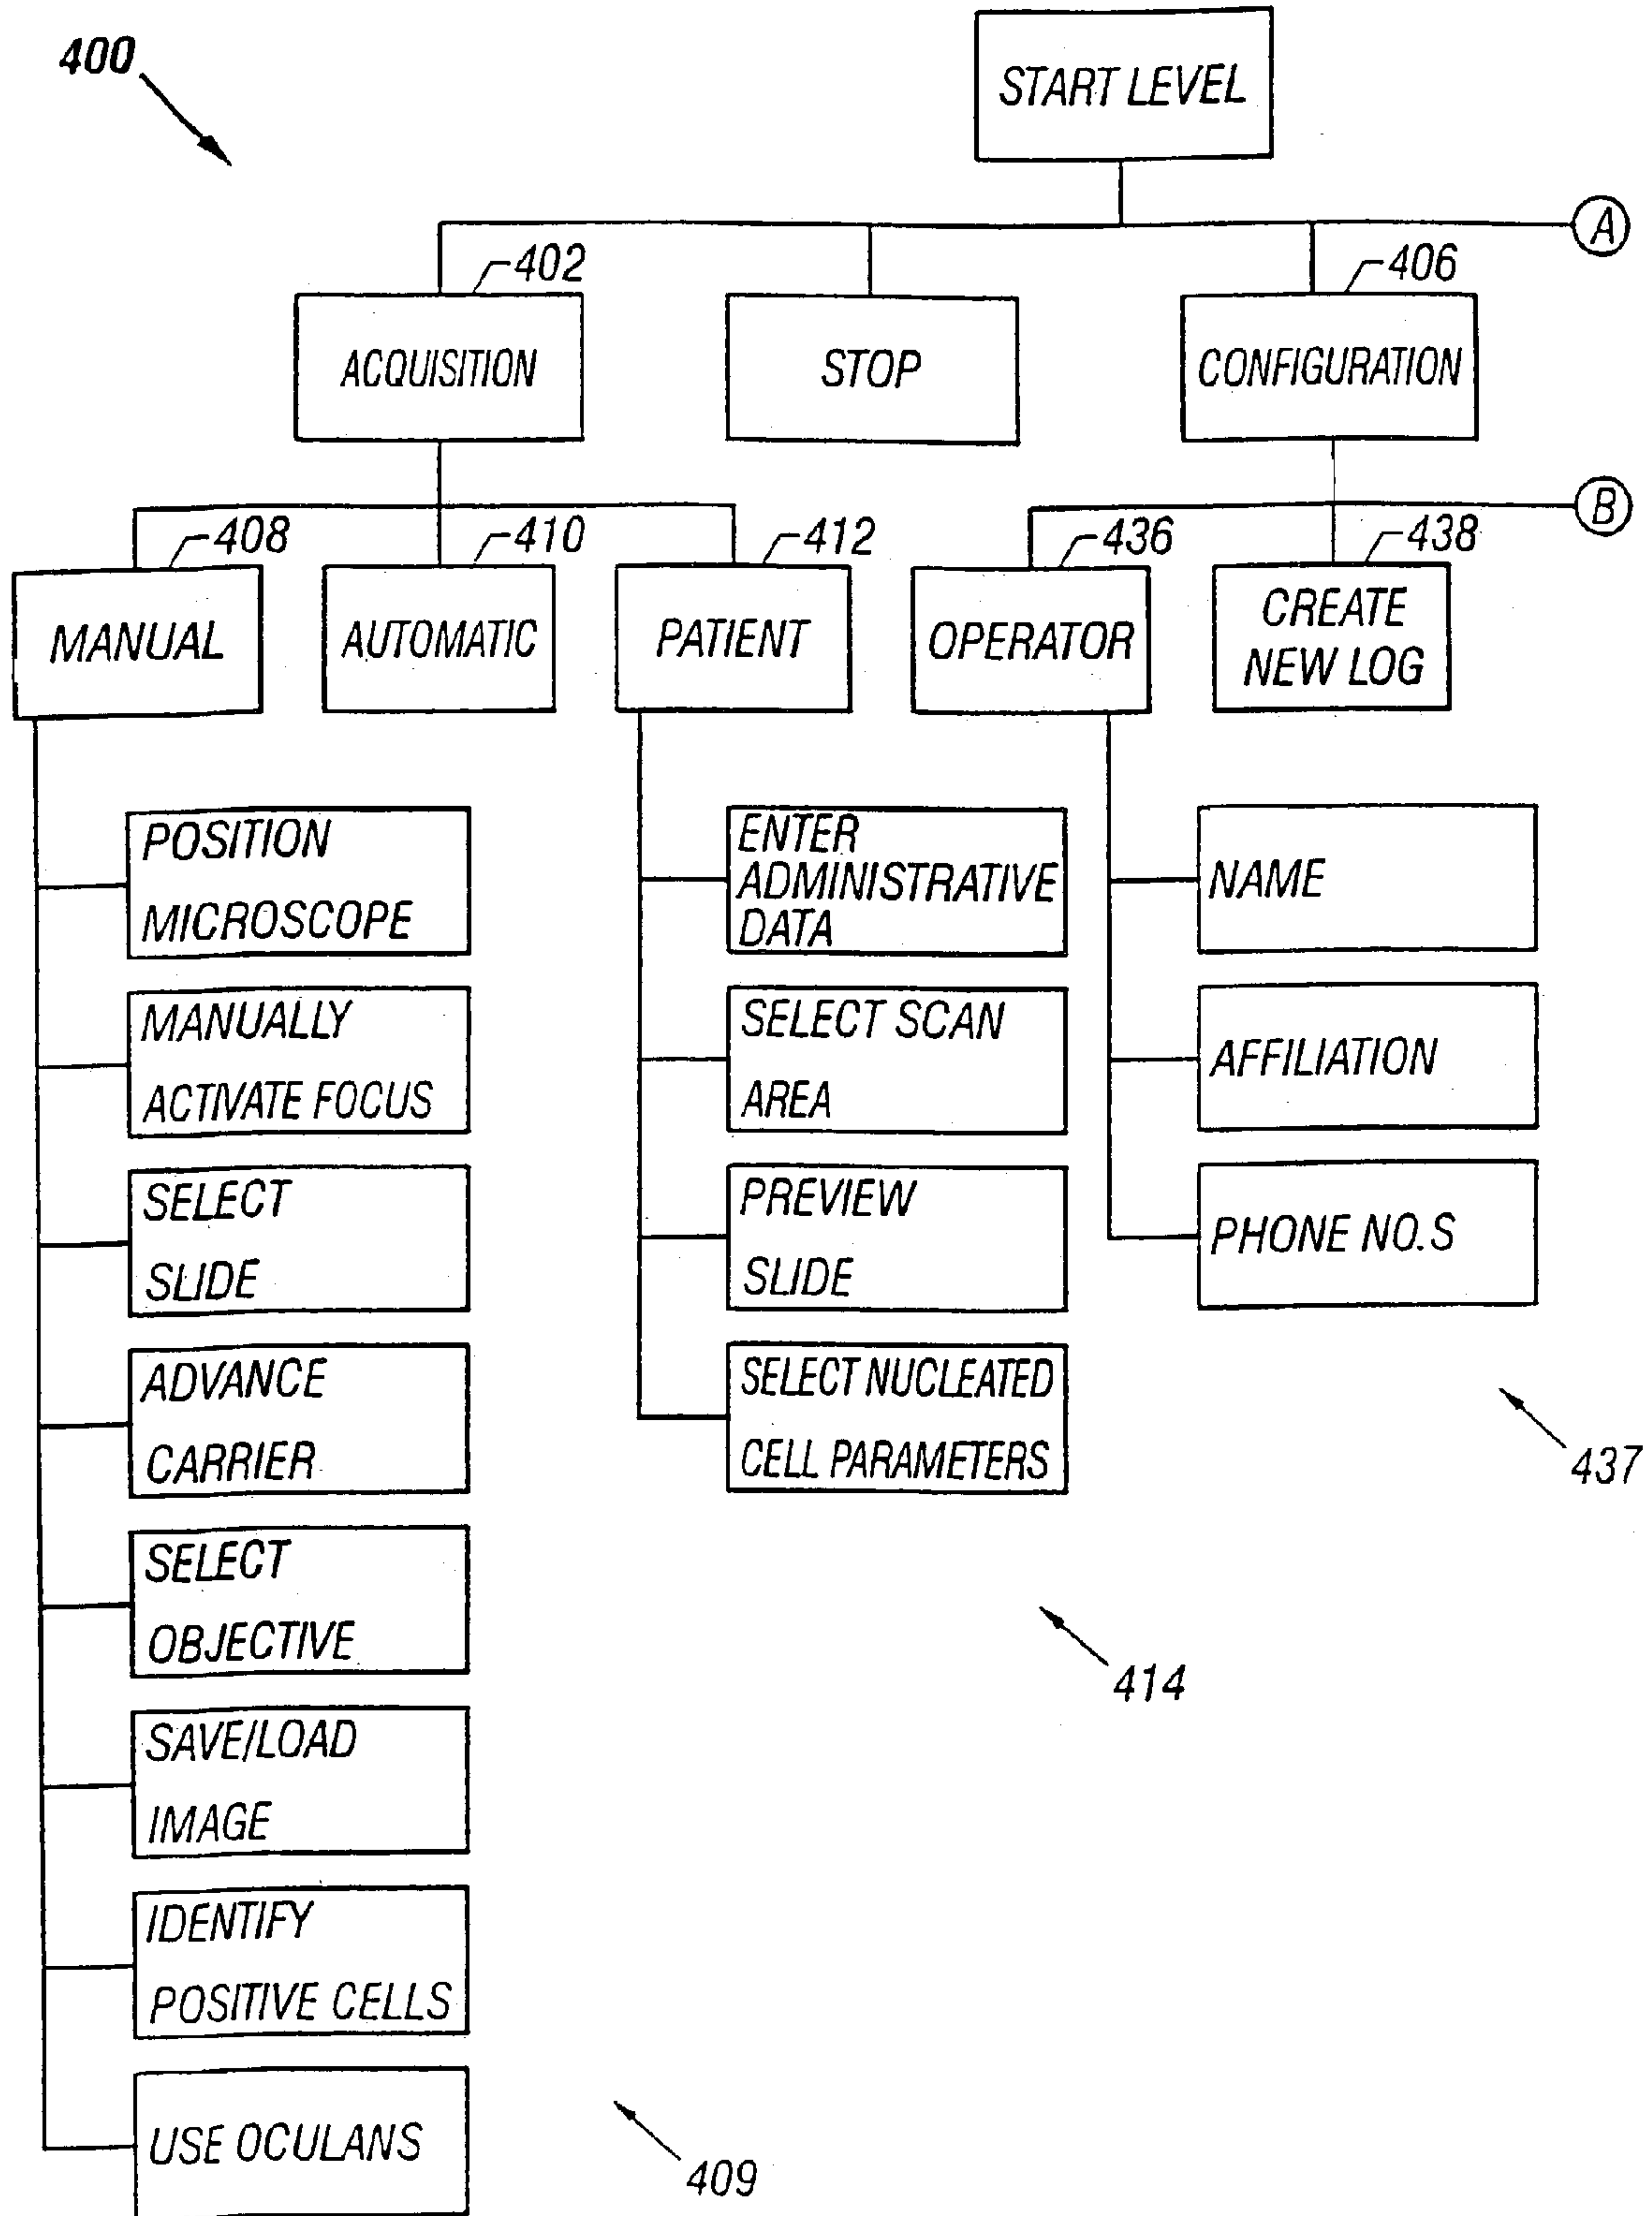 400
START LEVEL
A
402
406
ACQUISITION
STOP
CONFIGURATION
B
408
410
412
436
438
MANUAL
AUTOMATIC
PATIENT
OPERATOR
CREATE
NEW LOG
POSITION
MICROSCOPE
MANUALLY
ACTIVATE FOCUS
SELECT
SLIDE
ADVANCE
CARRIER
SELECT
OBJECTIVE
SAVE/LOAD
IMAGE
IDENTIFY
POSITIVE CELLS
USE OCULANS
409
ENTER
ADMINISTRATIVE
DATA
SELECT SCAN
AREA
PREVIEW
SLIDE
SELECT NUCLEATED
CELL PARAMETERS
414
NAME
AFFILIATION
PHONE NO.S
437